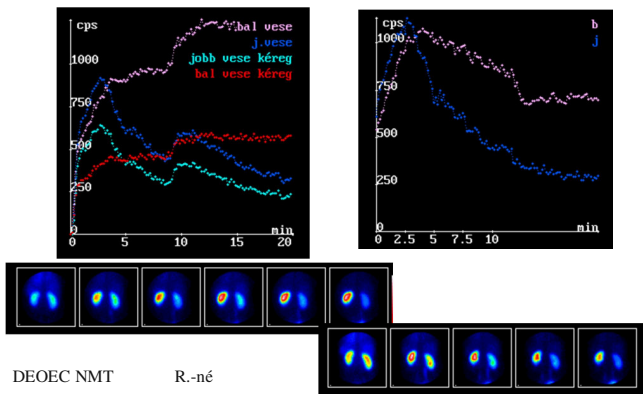 cps
bal vese
j.vese
jobb vese kéreg
bal vese kéreg
1000
750
500
250
0
min
0 5 10 15 20
cps
b
j
1000
750
500
250
0
min
0 2.5 5 7.5 10
DEOEC NMT R.-né